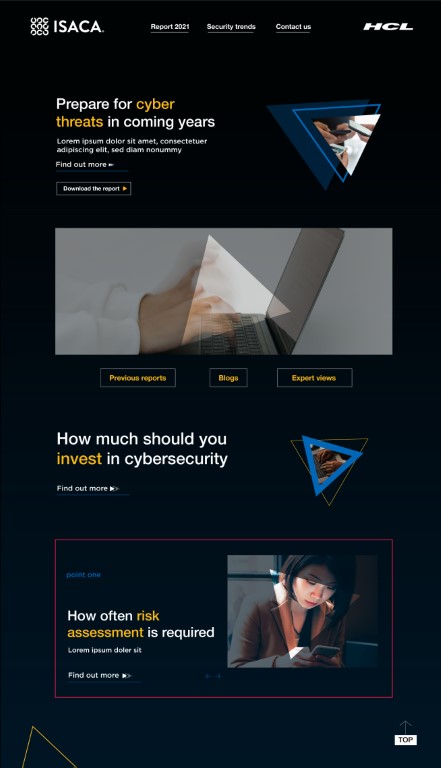 ISACA.
Report 2021
Security trends
Contact us
HCL
Prepare for cyber
threats in coming years
Lorem ipsum dolor sit amet, consectetuer
adipiscing elit, sed diam nonummy
Find out more
Download the report
Previous reports
Blogs
Expert views
How much should you
invest in cybersecurity
Find out more
point one
How often risk
assessment is required
Lorem ipsum doler sit
Find out more
TOP